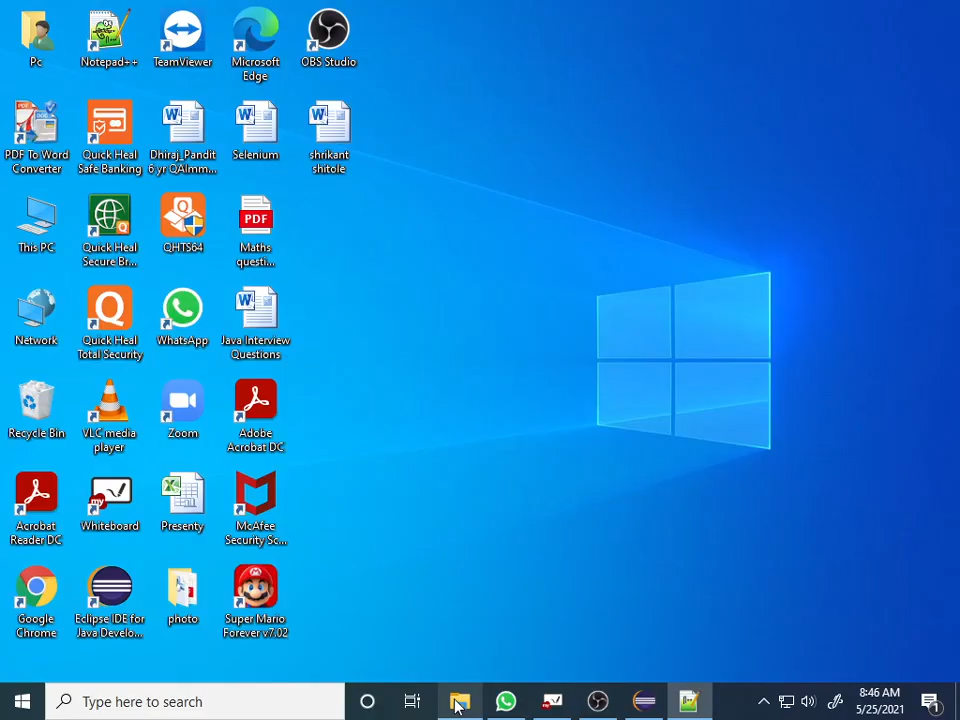 Pc
Notepad++
TeamViewer
Microsoft
Edge
OBS Studio
PDF To Word
Converter
Quick Heal
Safe Banking
Dhiraj_Pandit
6 yr QAImm...
Selenium
shrikant
shitole
This PC
Quick Heal
Secure Br...
QHTS64
PDF
Maths
questi...
Network
Quick Heal
Total Security
WhatsApp
Java Interview
Questions
Recycle Bin
VLC media
player
Zoom
Adobe
Acrobat DC
Acrobat
Reader DC
my
Whiteboard
Presenty
McAfee
Security Sc...
Google
Chrome
Eclipse IDE for
Java Develo...
photo
Super Mario
Forever v7.02
Type here to search
8:46 AM
5/25/2021
1